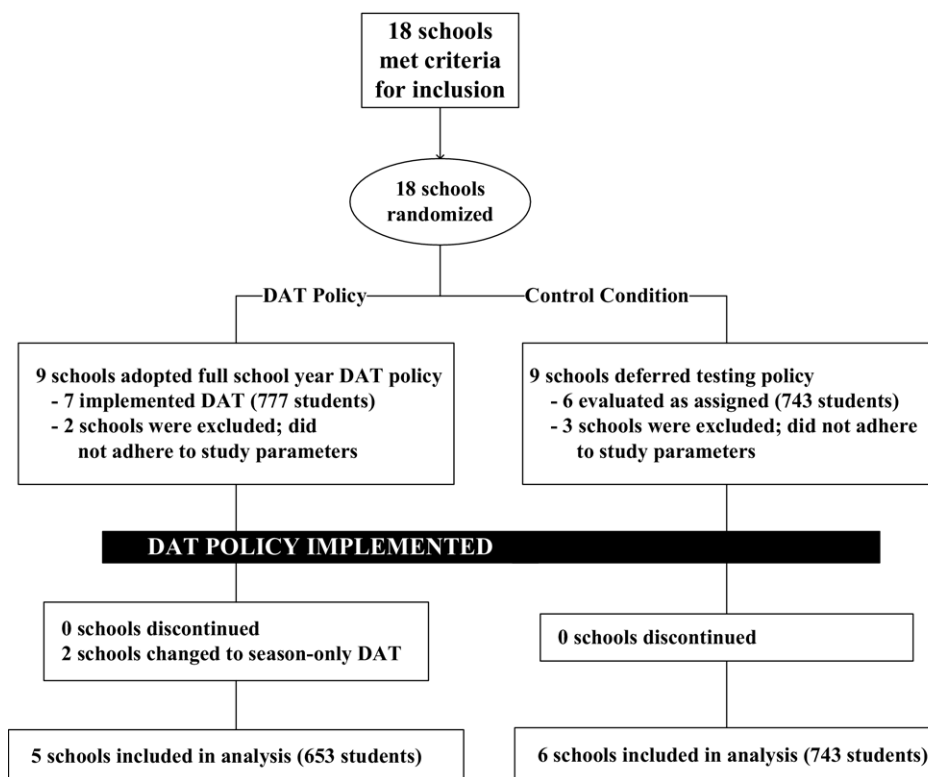 18 schools
met criteria
for inclusion
18 schools
randomized
DAT Policy
Control Condition
9 schools adopted full school year DAT policy
- 7 implemented DAT (777 students)
- 2 schools were excluded; did
not adhere to study parameters
9 schools deferred testing policy
- 6 evaluated as assigned (743 students)
- 3 schools were excluded; did not adhere
to study parameters
DAT POLICY IMPLEMENTED
0 schools discontinued
2 schools changed to season-only DAT
0 schools discontinued
5 schools included in analysis (653 students)
6 schools included in analysis (743 students)